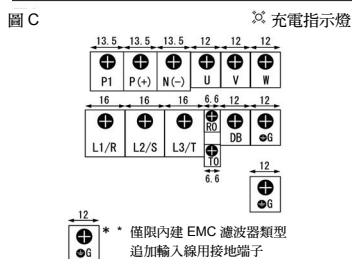 圖 C
充電指示燈
13.5 13.5 13.5 12 12 12
P1 P(+) N(-) U V W
16 16 16 6.6 12 12
L1/R L2/S L3/T R0 DB G
T0
6.6
12
G
12
G
* * 僅限內建 EMC 濾波器類型
追加輸入線用接地端子